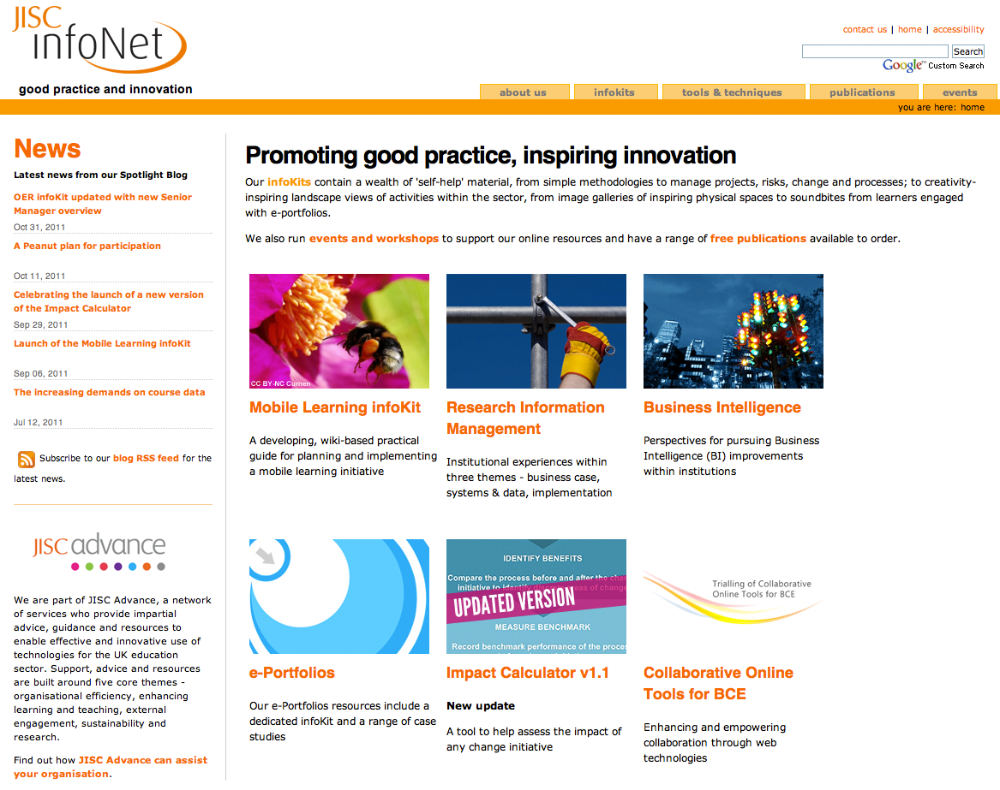 JISC
infoNet
good practice and innovation
contact us | home | accessibility
Search
Google™ Custom Search
about us
infokits
tools & techniques
publications
events
you are here: home
News
Latest news from our Spotlight Blog
OER infoKit updated with new Senior
Manager overview
Oct 31, 2011
A Peanut plan for participation
Oct 11, 2011
Celebrating the launch of a new version
of the Impact Calculator
Sep 29, 2011
Launch of the Mobile Learning infoKit
Sep 06, 2011
The increasing demands on course data
Jul 12, 2011
Subscribe to our blog RSS feed for the
latest news.
JISC advance
We are part of JISC Advance, a network
of services who provide impartial
advice, guidance and resources to
enable effective and innovative use of
technologies for the UK education
sector. Support, advice and resources
are built around five core themes -
organisational efficiency, enhancing
learning and teaching, external
engagement, sustainability and
research.
Find out how JISC Advance can assist
your organisation.
Promoting good practice, inspiring innovation
Our infoKits contain a wealth of 'self-help' material, from simple methodologies to manage projects, risks, change and processes; to creativity-
inspiring landscape views of activities within the sector, from image galleries of inspiring physical spaces to soundbites from learners engaged
with e-portfolios.
We also run events and workshops to support our online resources and have a range of free publications available to order.
CC BY-NC Cumen
Mobile Learning infoKit
A developing, wiki-based practical
guide for planning and implementing
a mobile learning initiative
Research Information
Management
Institutional experiences within
three themes - business case,
systems & data, implementation
Business Intelligence
Perspectives for pursuing Business
Intelligence (BI) improvements
within institutions
e-Portfolios
Our e-Portfolios resources include a
dedicated infoKit and a range of case
studies
IDENTIFY BENEFITS
Compare the process before and after the
initiative to identify areas of change
UPDATED VERSION
MEASURE BENCHMARK
Record benchmark performance of the
Impact Calculator v1.1
New update
A tool to help assess the impact of
any change initiative
Trialling of Collaborative
Online Tools for BCE
Collaborative Online
Tools for BCE
Enhancing and empowering
collaboration through web
technologies